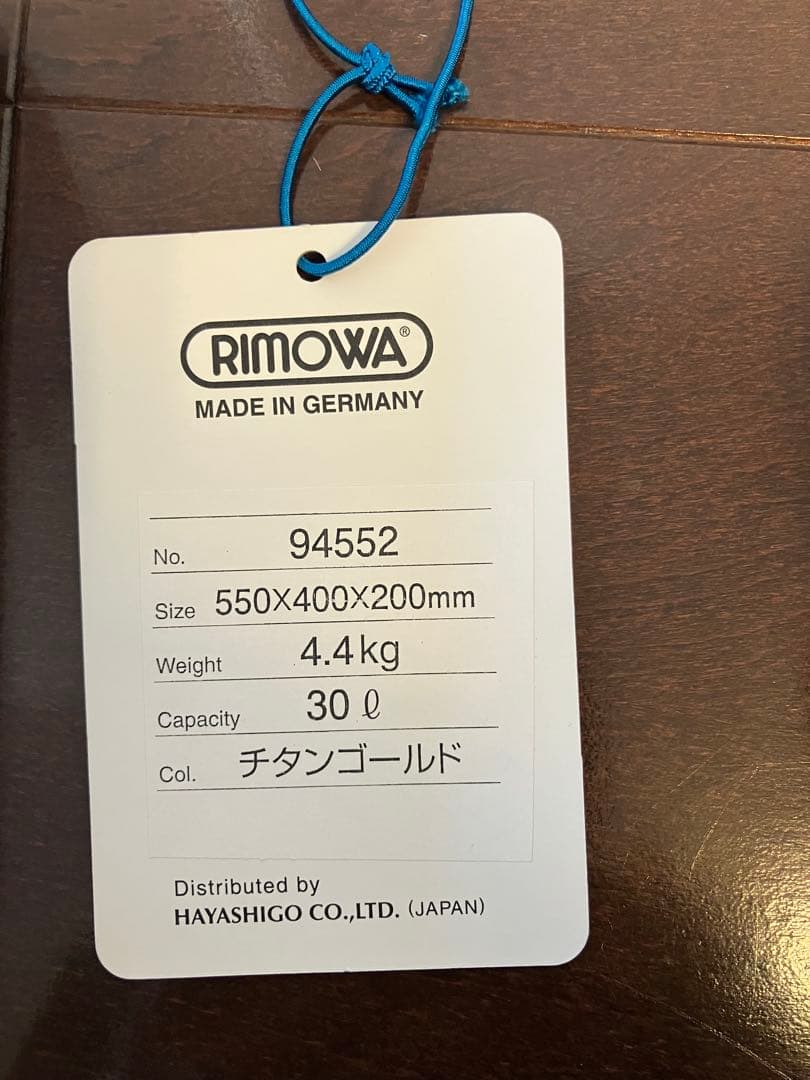 RIMOWA®
MADE IN GERMANY
No. 94552
Size 550X400X200mm
Weight 4.4kg
Capacity 30ℓ
Col. チタンゴールド
Distributed by
HAYASHIGO CO.,LTD. (JAPAN)